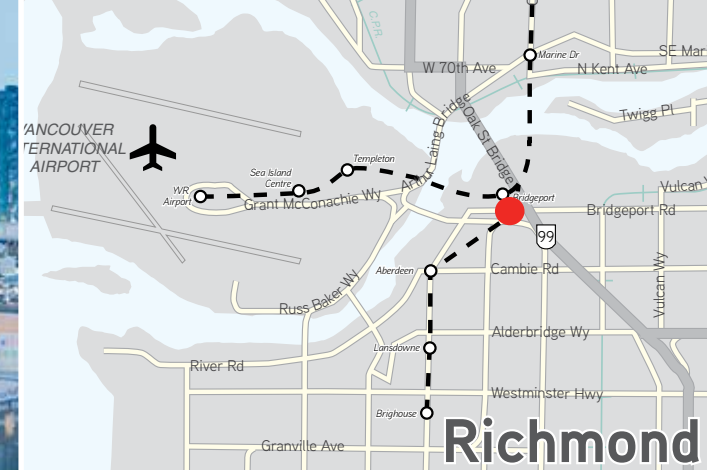 C.P.R.
Marine Dr
SE Mar
W 70th Ave
N Kent Ave
Twigg Pl
Arthur Laing Bridge
Oak St Bridge
VANCOUVER
TERNATIONAL
AIRPORT
Templeton
Sea Island
Centre
YVR
Airport
Grant McConachie Wy
Bridgeport
Vulcan
Bridgeport Rd
99
Aberdeen
Cambie Rd
Vulcan Wy
Russ Baker Wy
Alderbridge Wy
Lansdowne
River Rd
Westminster Hwy
Brighouse
Granville Ave
Richmond